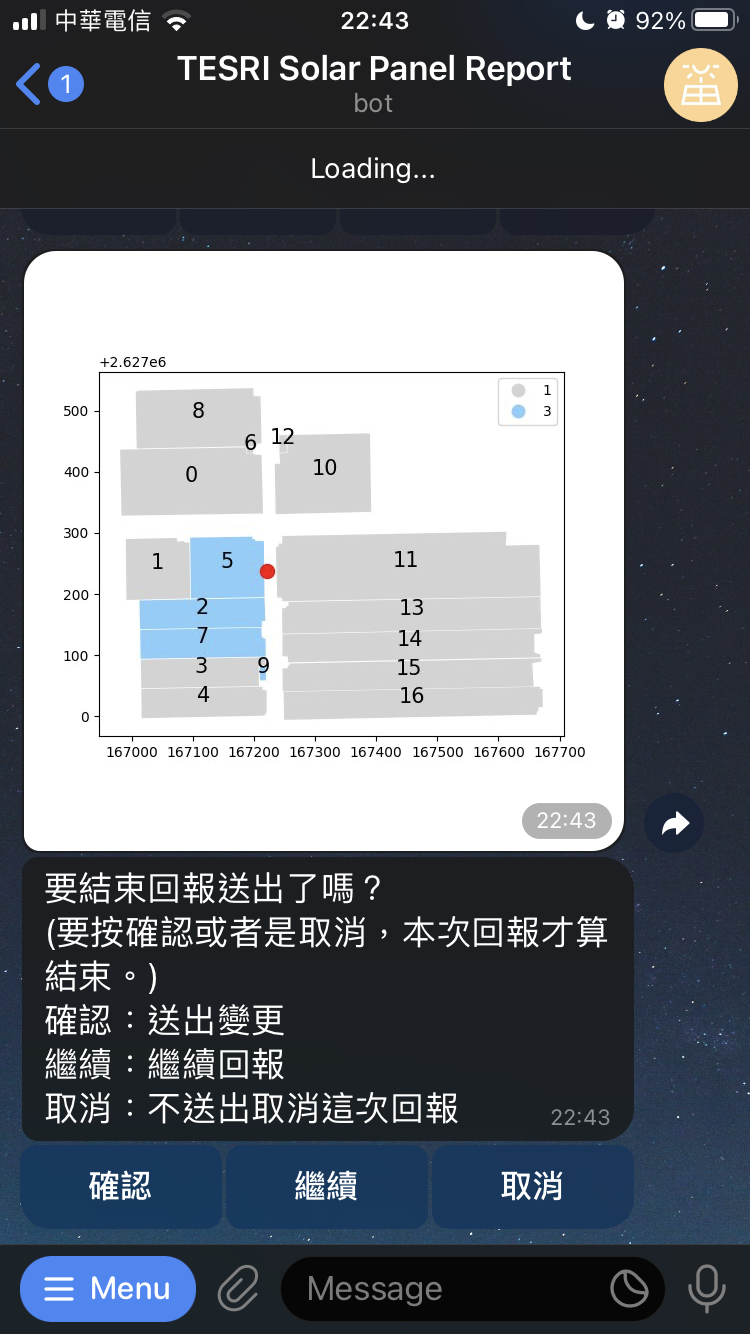 中華電信
22:43
92%
1
TESRI Solar Panel Report
bot
Loading...
+2.627e6
1
3
500
400
300
200
100
0
8
6
12
0
10
1
5
11
2
13
7
14
3
9
15
4
16
167000 167100 167200 167300 167400 167500 167600 167700
22:43
要結束回報送出了嗎？
(要按確認或者是取消，本次回報才算
結束。)
確認：送出變更
繼續：繼續回報
取消：不送出取消這次回報
22:43
確認 繼續 取消
Menu
Message